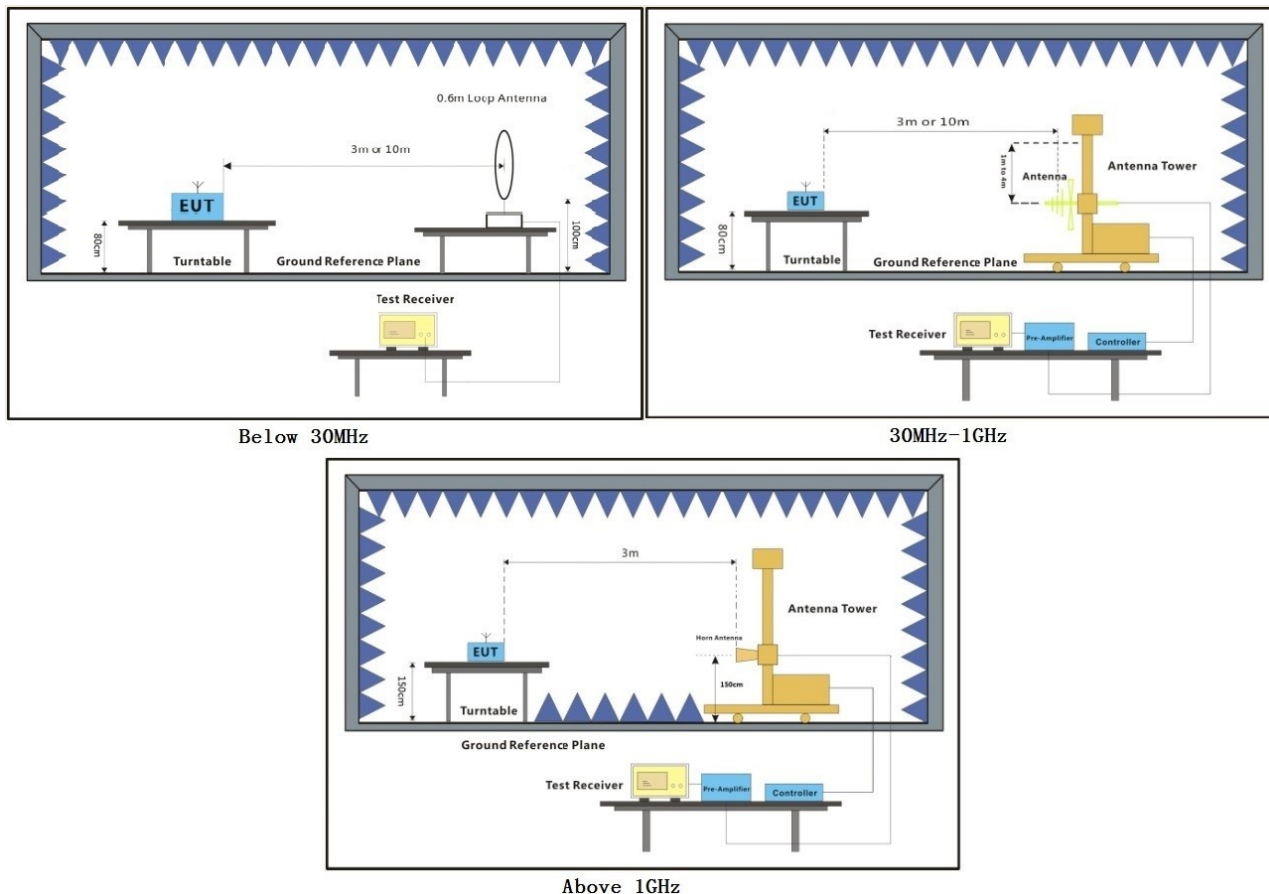 0.6m Loop Antenna
3m or 10m
EUT
80cm
100cm
Turntable
Ground Reference Plane
Test Receiver
Below 30MHz
3m or 10m
1m to 4m
Antenna
Antenna Tower
EUT
80cm
Turntable
Ground Reference Plane
Test Receiver
Pre-Amplifier
Controller
30MHz-1GHz
3m
Antenna Tower
Horn Antenna
EUT
150cm
150cm
Turntable
Ground Reference Plane
Test Receiver
Pre-Amplifier
Controller
Above 1GHz